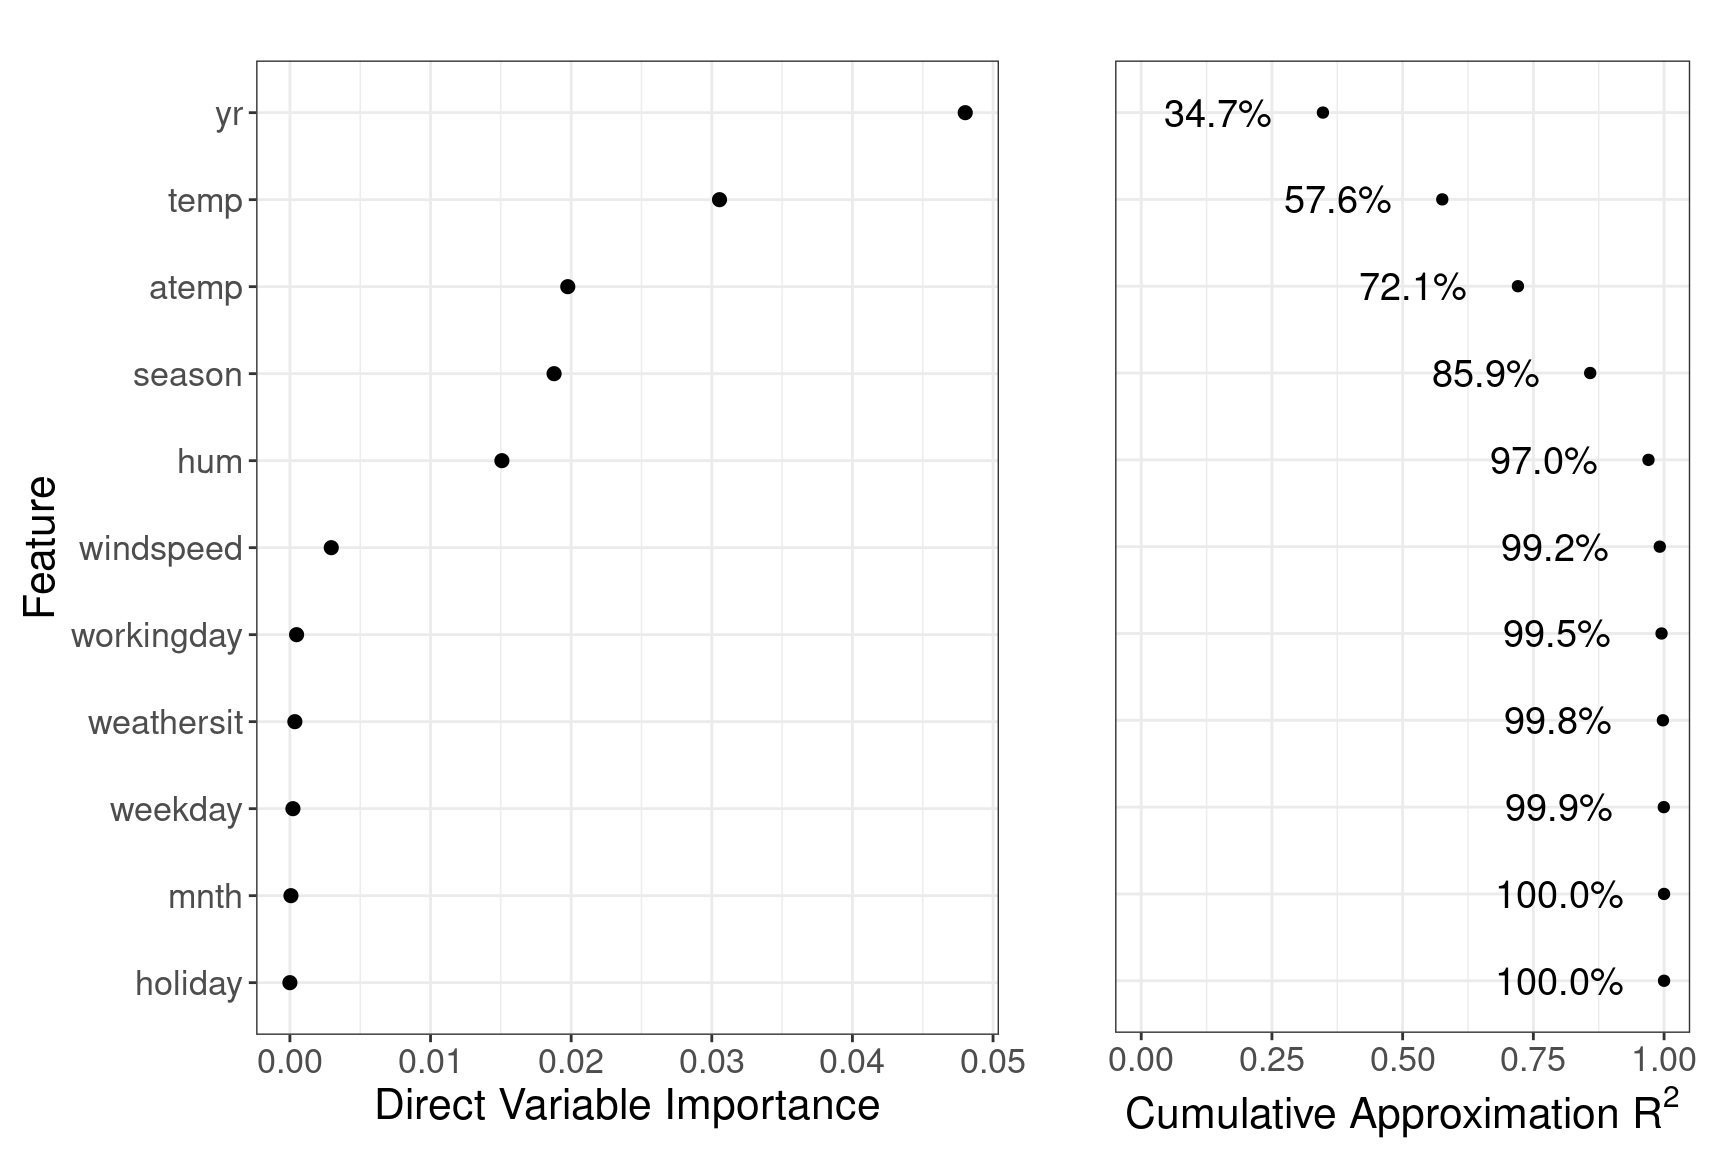 Feature
yr
temp
atemp
season
hum
windspeed
workingday
weathersit
weekday
mnth
holiday
0.00 0.01 0.02 0.03 0.04 0.05
Direct Variable Importance
34.7%
57.6%
72.1%
85.9%
97.0%
99.2%
99.5%
99.8%
99.9%
100.0%
100.0%
0.00 0.25 0.50 0.75 1.00
Cumulative Approximation R²